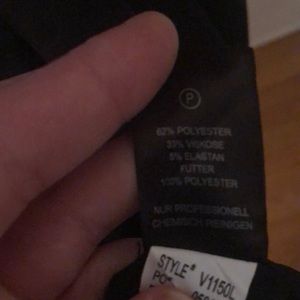 P
62% POLYESTER
33% VISKOSE
5% ELASTAN
FUTTER
100% POLYESTER
NUR PROFESSIONELL
CHEMISCH REINIGEN
STYLE# V1150L